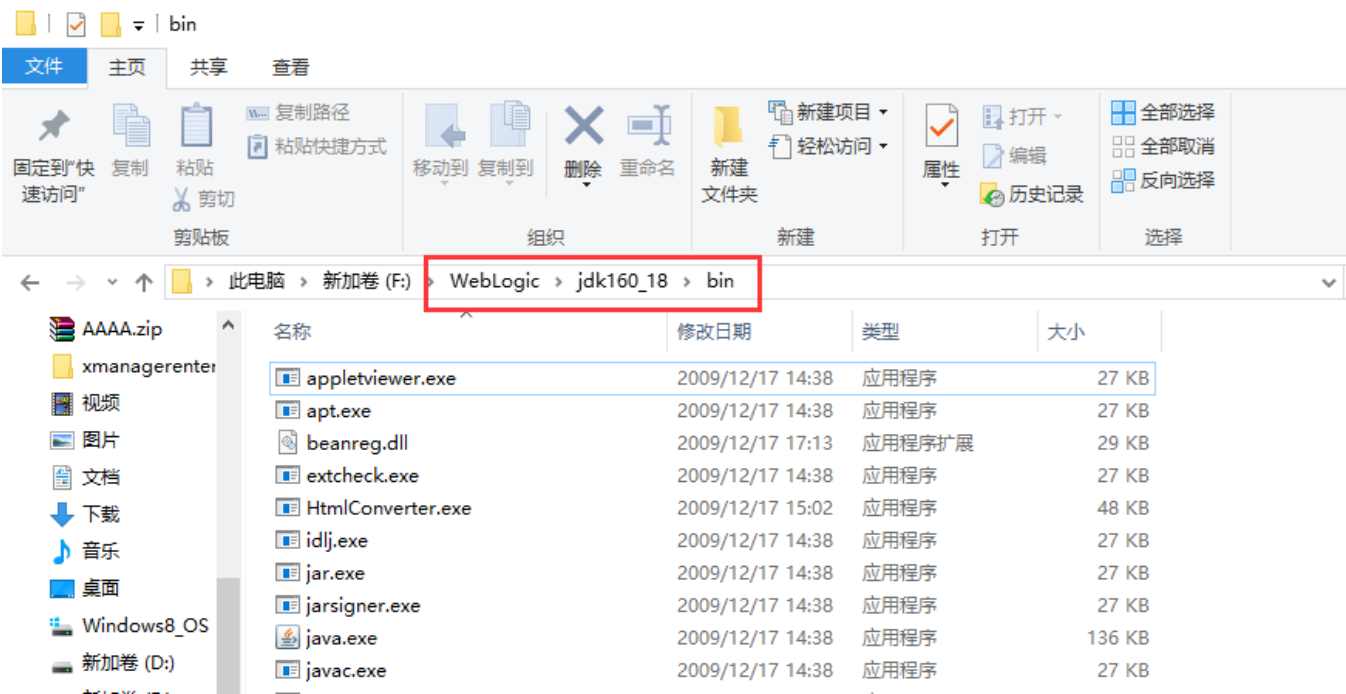 bin
文件 主页 共享 查看
固定到"快速访问"
复制
粘贴
复制路径
粘贴快捷方式
剪切
剪贴板
移动到
复制到
删除
重命名
组织
新建文件夹
新建项目
轻松访问
新建
属性
打开
编辑
历史记录
打开
全部选择
全部取消
反向选择
选择
此电脑 > 新加卷 (F:) > WebLogic > jdk160_18 > bin
AAAA.zip
xmanagerenter
视频
图片
文档
下载
音乐
桌面
Windows8_OS
新加卷 (D:)
名称 修改日期 类型 大小
appletviewer.exe 2009/12/17 14:38 应用程序 27 KB
apt.exe 2009/12/17 14:38 应用程序 27 KB
beanreg.dll 2009/12/17 17:13 应用程序扩展 29 KB
extcheck.exe 2009/12/17 14:38 应用程序 27 KB
HtmlConverter.exe 2009/12/17 15:02 应用程序 48 KB
idlj.exe 2009/12/17 14:38 应用程序 27 KB
jar.exe 2009/12/17 14:38 应用程序 27 KB
jarsigner.exe 2009/12/17 14:38 应用程序 27 KB
java.exe 2009/12/17 14:38 应用程序 136 KB
javac.exe 2009/12/17 14:38 应用程序 27 KB